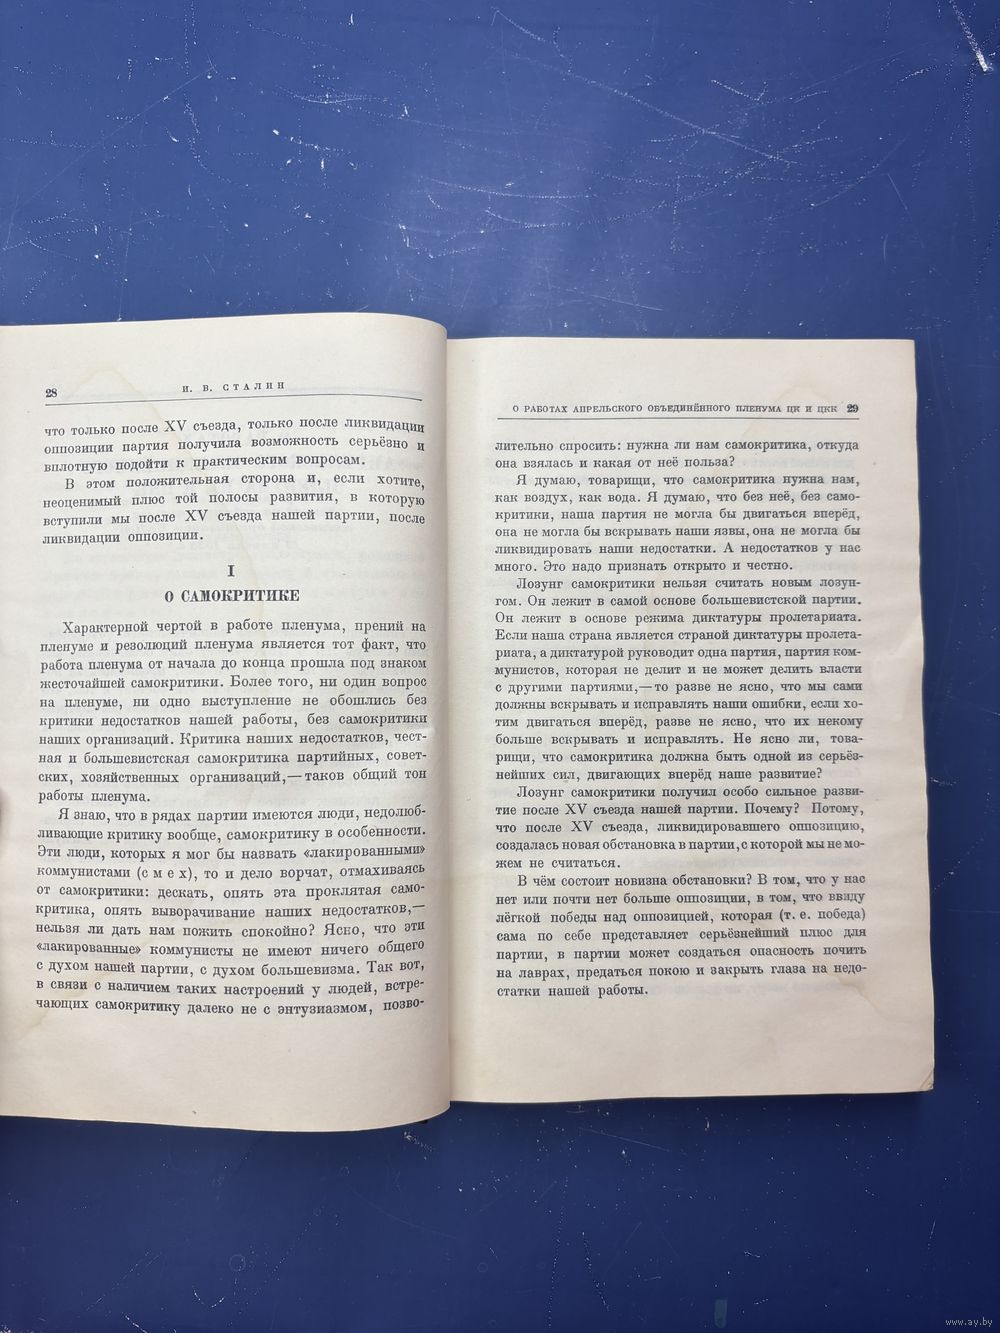 28
И. В. СТАЛИН
что только после XV съезда, только после ликвидации
оппозиции партия получила возможность серьёзно и
вплотную подойти к практическим вопросам.
В этом положительная сторона и, если хотите,
неоценимый плюс той полосы развития, в которую
вступили мы после XV съезда нашей партии, после
ликвидации оппозиции.
I
О САМОКРИТИКЕ
Характерной чертой в работе пленума, прений на
пленуме и резолюций пленума является тот факт, что
работа пленума от начала до конца прошла под знаком
жесточайшей самокритики. Более того, ни один вопрос
на пленуме, ни одно выступление не обошлись без
критики недостатков нашей работы, без самокритики
наших организаций. Критика наших недостатков, чест-
ная и большевистская самокритика партийных, совет-
ских, хозяйственных организаций,— таков общий тон
работы пленума.
Я знаю, что в рядах партии имеются люди, недолюб-
ливающие критику вообще, самокритику в особенности.
Эти люди, которых я мог бы назвать «лакированными»
коммунистами (смех), то и дело ворчат, отмахиваясь
от самокритики: дескать, опять эта проклятая само-
критика, опять выворачивание наших недостатков,—
нельзя ли дать нам пожить спокойно? Ясно, что эти
«лакированные» коммунисты не имеют ничего общего
с духом нашей партии, с духом большевизма. Так вот,
в связи с наличием таких настроений у людей, встре-
чающих самокритику далеко не с энтузиазмом, позво-
О РАБОТАХ АПРЕЛЬСКОГО ОБЪЕДИНЁННОГО ПЛЕНУМА ЦК И ЦКК 29
лительно спросить: нужна ли нам самокритика, откуда
она взялась и какая от неё польза?
Я думаю, товарищи, что самокритика нужна нам,
как воздух, как вода. Я думаю, что без неё, без само-
критики, наша партия не могла бы двигаться вперёд,
она не могла бы вскрывать наши язвы, она не могла бы
ликвидировать наши недостатки. А недостатков у нас
много. Это надо признать открыто и честно.
Лозунг самокритики нельзя считать новым лозун-
гом. Он лежит в самой основе большевистской партии.
Он лежит в основе режима диктатуры пролетариата.
Если наша страна является страной диктатуры пролета-
риата, а диктатурой руководит одна партия, партия ком-
мунистов, которая не делит и не может делить власти
с другими партиями,— то разве не ясно, что мы сами
должны вскрывать и исправлять наши ошибки, если хо-
тим двигаться вперёд, разве не ясно, что их некому
больше вскрывать и исправлять. Не ясно ли, това-
рищи, что самокритика должна быть одной из серьёз-
нейших сил, двигающих вперёд наше развитие?
Лозунг самокритики получил особо сильное разви-
тие после XV съезда нашей партии. Почему? Потому,
что после XV съезда, ликвидировавшего оппозицию,
создалась новая обстановка в партии, с которой мы не мо-
жем не считаться.
В чём состоит новизна обстановки? В том, что у нас
нет или почти нет больше оппозиции, в том, что ввиду
лёгкой победы над оппозицией, которая (т. е. победа)
сама по себе представляет серьёзнейший плюс для
партии, в партии может создаться опасность почить
на лаврах, предаться покою и закрыть глаза на недо-
статки нашей работы.
www.ay.by